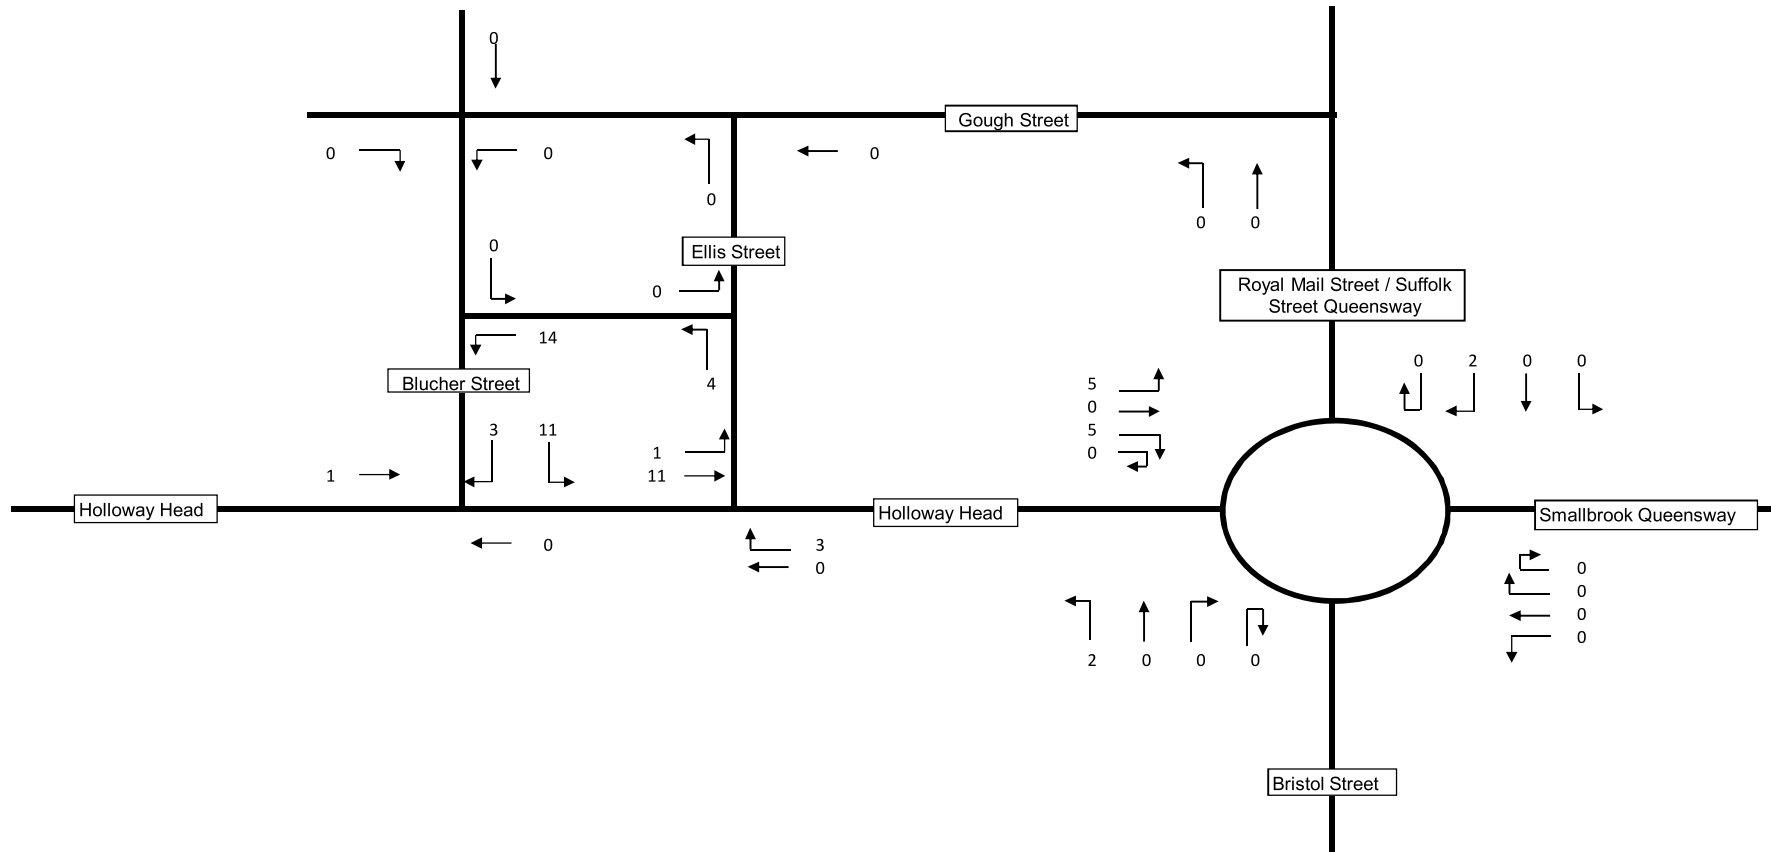 0
Gough Street
0
0
0
0
0
0
0
Ellis Street
0
0
Royal Mail Street / Suffolk
Street Queensway
14
0 2 0 0
Blucher Street
4
5
0
5
0
3 11
1
1
11
Holloway Head
Holloway Head
Smallbrook Queensway
0
3
0
0
0
0
0
2 0 0 0
Bristol Street